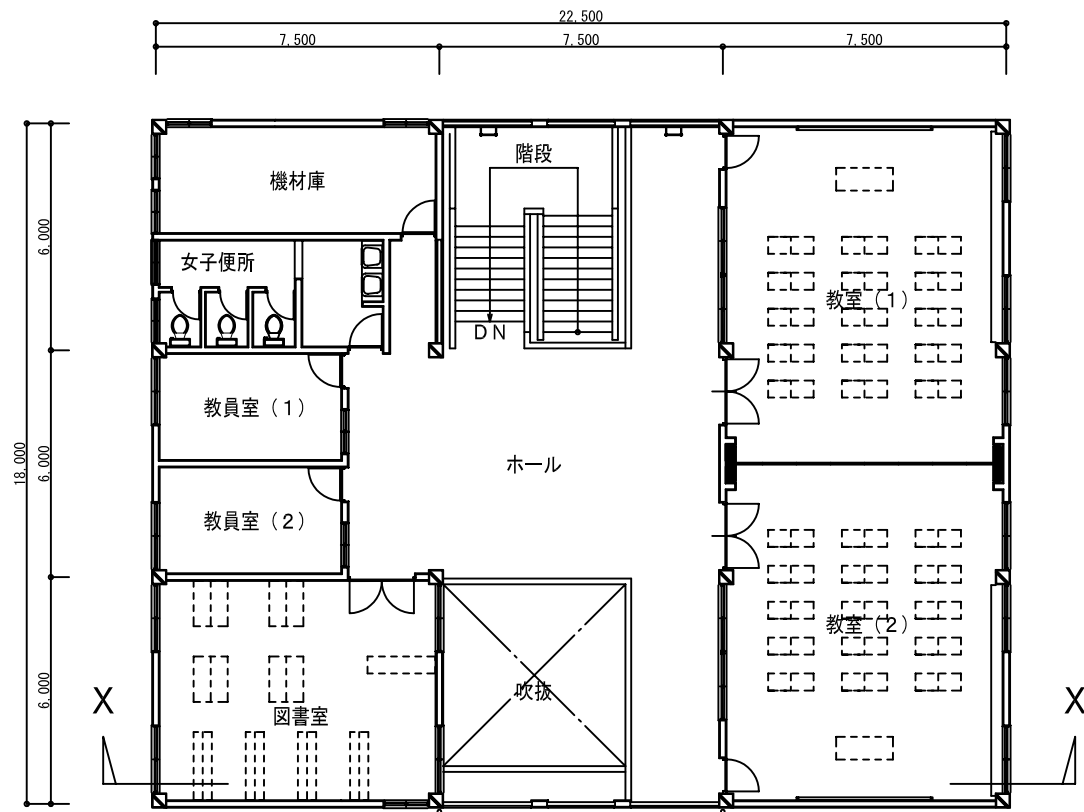 22,500
7,500
7,500
7,500
階段
機材庫
6,000
女子便所
教室（1）
DN
教員室（1）
18,000
6,000
ホール
教員室（2）
教室（2）
6,000
吹抜
X
X
図書室